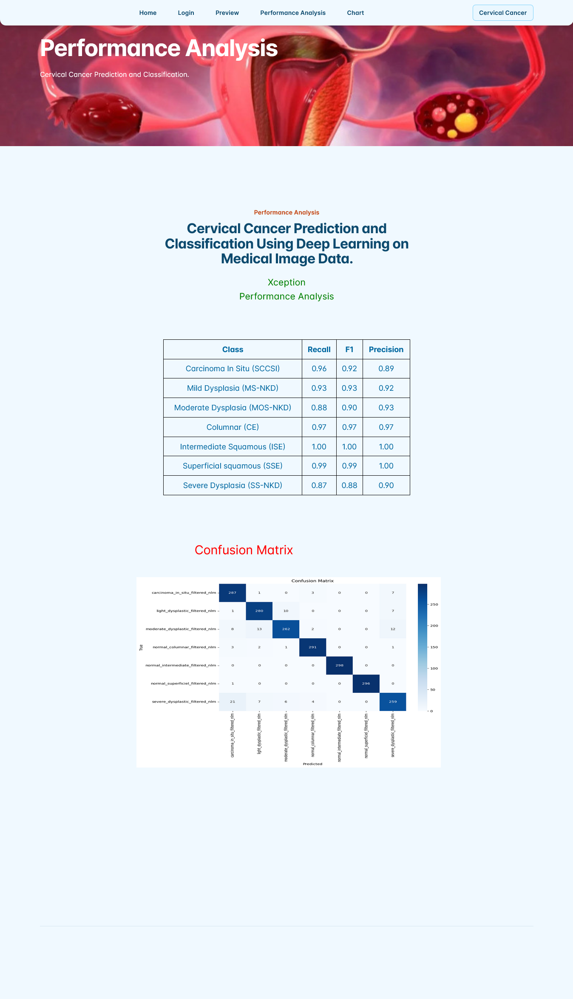 Home Login Preview Performance Analysis Chart Cervical Cancer
Performance Analysis
Cervical Cancer Prediction and Classification.
Performance Analysis
Cervical Cancer Prediction and
Classification Using Deep Learning on
Medical Image Data.
Xception
Performance Analysis
Class Recall F1 Precision
Carcinoma In Situ (SCCSI) 0.96 0.92 0.89
Mild Dysplasia (MS-NKD) 0.93 0.93 0.92
Moderate Dysplasia (MOS-NKD) 0.88 0.90 0.93
Columnar (CE) 0.97 0.97 0.97
Intermediate Squamous (ISE) 1.00 1.00 1.00
Superficial squamous (SSE) 0.99 0.99 1.00
Severe Dysplasia (SS-NKD) 0.87 0.88 0.90
Confusion Matrix
Confusion Matrix
carcinoma_in_situ_filtered_nlm 287 1 0 3 0 0 7
light_dysplastic_filtered_nlm 1 280 10 0 0 0 7
moderate_dysplastic_filtered_nlm 8 13 262 2 0 0 12
normal_columnar_filtered_nlm 3 2 1 291 0 0 1
normal_intermediate_filtered_nlm 0 0 0 0 298 0 0
normal_superficiel_filtered_nlm 1 0 0 0 0 296 0
severe_dysplastic_filtered_nlm 21 7 6 4 0 0 259
True
250
200
150
100
50
0
carcinoma_in_situ_filtered_nlm
light_dysplastic_filtered_nlm
moderate_dysplastic_filtered_nlm
normal_columnar_filtered_nlm
normal_intermediate_filtered_nlm
normal_superficiel_filtered_nlm
severe_dysplastic_filtered_nlm
Predicted